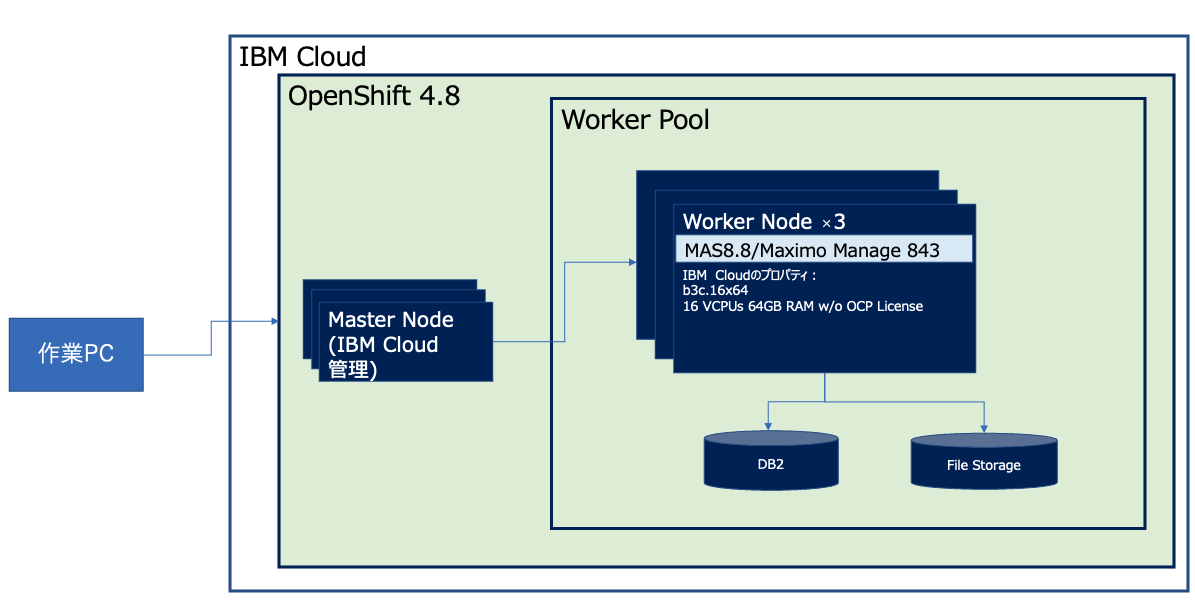 IBM Cloud
OpenShift 4.8
Worker Pool
Worker Node ×3
MAS8.8/Maximo Manage 843
IBM Cloudのプロパティ：
b3c.16x64
16 VCPUs 64GB RAM w/o OCP License
Master Node
(IBM Cloud
管理)
作業PC
DB2
File Storage